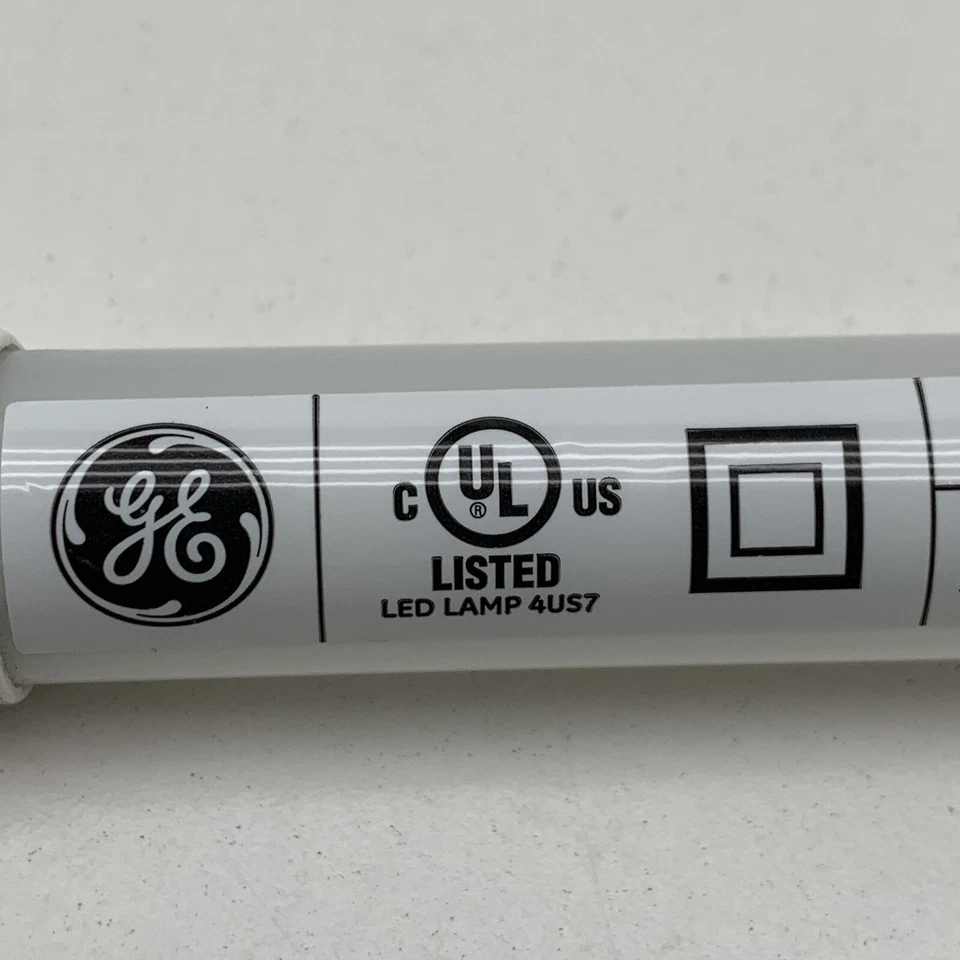 GE
C UL ® US
LISTED
LED LAMP 4US7